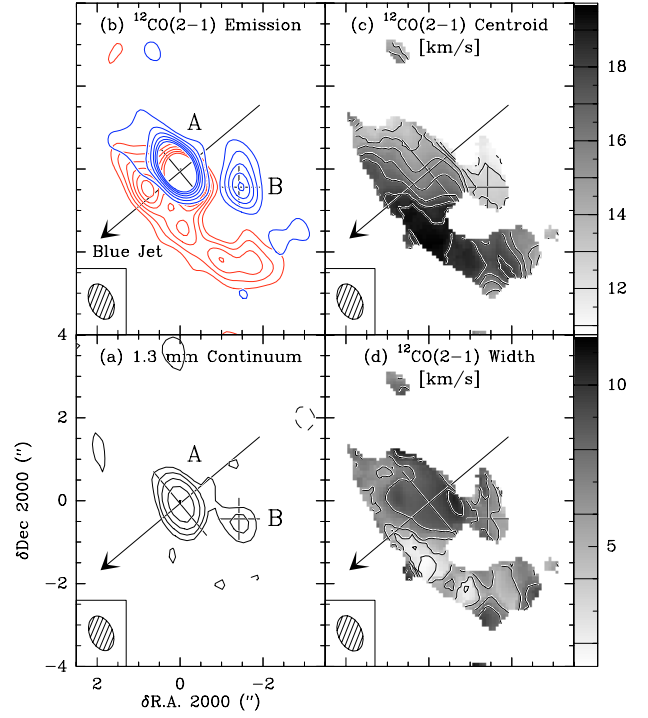 (b) ¹²CO(2−1) Emission
(c) ¹²CO(2−1) Centroid
[km/s]
A
B
Blue Jet
18
16
14
12
(a) 1.3 mm Continuum
(d) ¹²CO(2−1) Width
[km/s]
A
B
10
5
4
2
0
−2
−4
δDec 2000 (")
2 0 −2
δR.A. 2000 (")